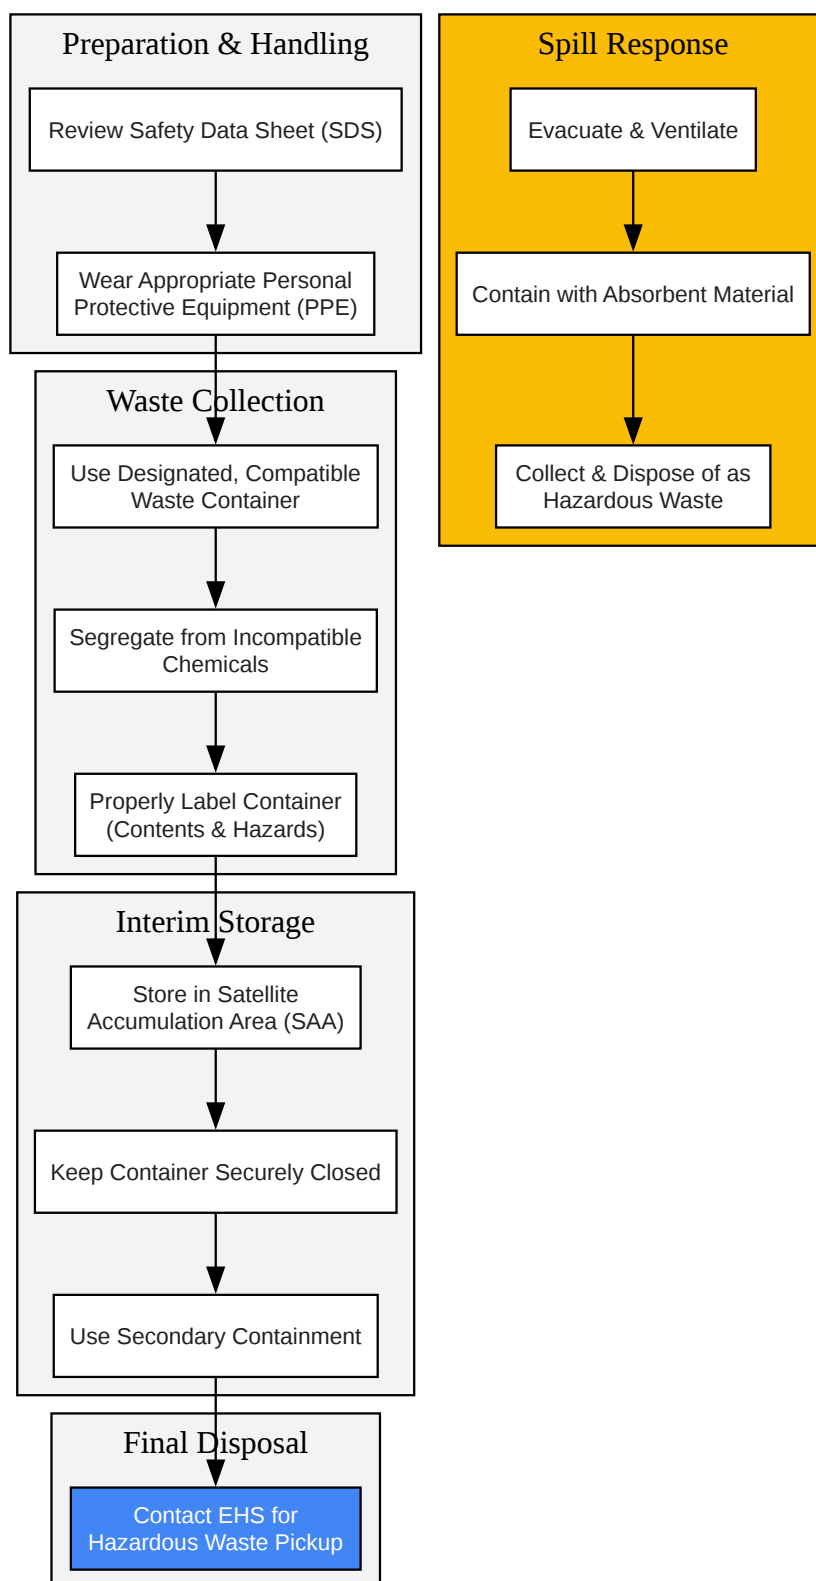 Preparation & Handling
Review Safety Data Sheet (SDS)
Wear Appropriate Personal
Protective Equipment (PPE)
Waste Collection
Use Designated, Compatible
Waste Container
Segregate from Incompatible
Chemicals
Properly Label Container
(Contents & Hazards)
Interim Storage
Store in Satellite
Accumulation Area (SAA)
Keep Container Securely Closed
Use Secondary Containment
Final Disposal
Contact EHS for
Hazardous Waste Pickup
Spill Response
Evacuate & Ventilate
Contain with Absorbent Material
Collect & Dispose of as
Hazardous Waste